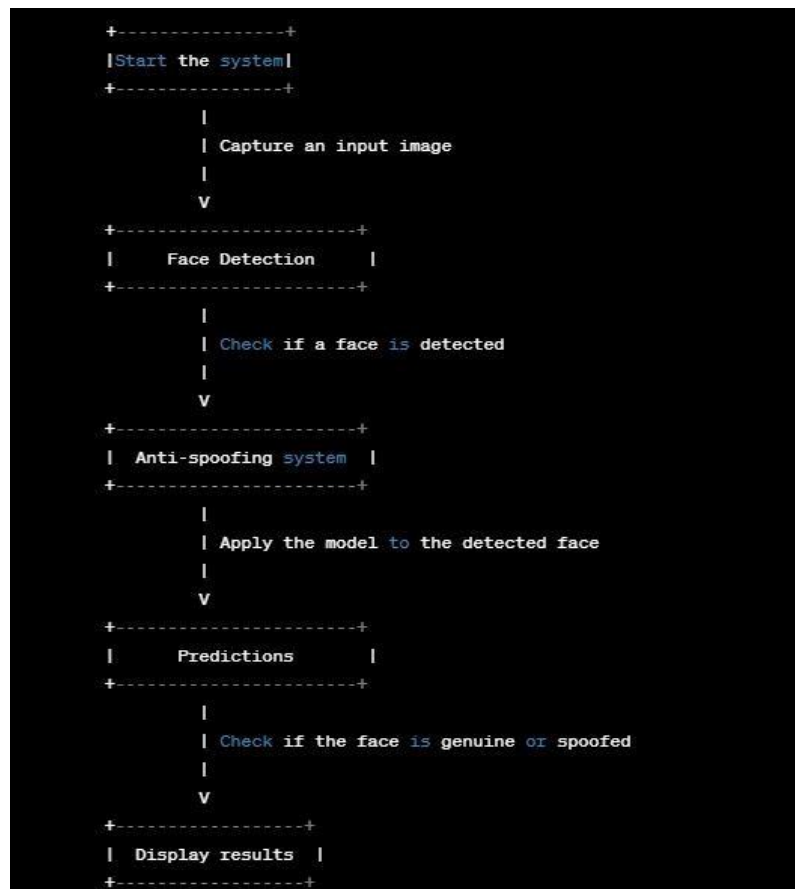 Start the system
Capture an input image
Face Detection
Check if a face is detected
Anti-spoofing system
Apply the model to the detected face
Predictions
Check if the face is genuine or spoofed
Display results